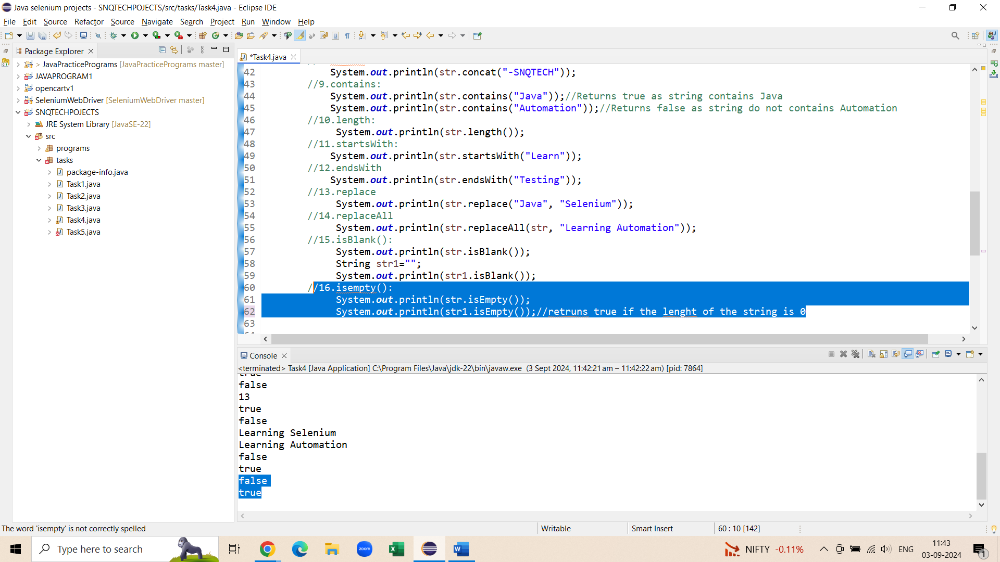 Java selenium projects - SNQTECHPOJECTS/src/tasks/Task4.java - Eclipse IDE
File Edit Source Refactor Source Navigate Search Project Run Window Help
Package Explorer
> JavaPracticePrograms [JavaPracticePrograms master]
JAVAPROGRAM1
opencartv1
SeleniumWebDriver [SeleniumWebDriver master]
SNQTECHPOJECTS
JRE System Library [JavaSE-22]
src
programs
tasks
package-info.java
Task1.java
Task2.java
Task3.java
Task4.java
Task5.java
*Task4.java
42 System.out.println(str.concat("-SNQTECH"));
43 //9.contains:
44 System.out.println(str.contains("Java"));//Returns true as string contains Java
45 System.out.println(str.contains("Automation"));//Returns false as string do not contains Automation
46 //10.length:
47 System.out.println(str.length());
48 //11.startsWith:
49 System.out.println(str.startsWith("Learn"));
50 //12.endsWith
51 System.out.println(str.endsWith("Testing"));
52 //13.replace
53 System.out.println(str.replace("Java", "Selenium"));
54 //14.replaceAll
55 System.out.println(str.replaceAll(str, "Learning Automation"));
56 //15.isBlank():
57 System.out.println(str.isBlank());
58 String str1="";
59 System.out.println(str1.isBlank());
60 //16.isempty():
61 System.out.println(str.isEmpty());
62 System.out.println(str1.isEmpty());//retruns true if the lenght of the string is 0
63
Console
<terminated> Task4 [Java Application] C:\Program Files\Java\jdk-22\bin\javaw.exe (3 Sept 2024, 11:42:21 am – 11:42:22 am) [pid: 7864]
true
false
13
true
false
Learning Selenium
Learning Automation
false
true
false
true
The word 'isempty' is not correctly spelled
Writable
Smart Insert
60 : 10 [142]
Type here to search
zoom
NIFTY -0.11%
ENG
11:43
03-09-2024
1